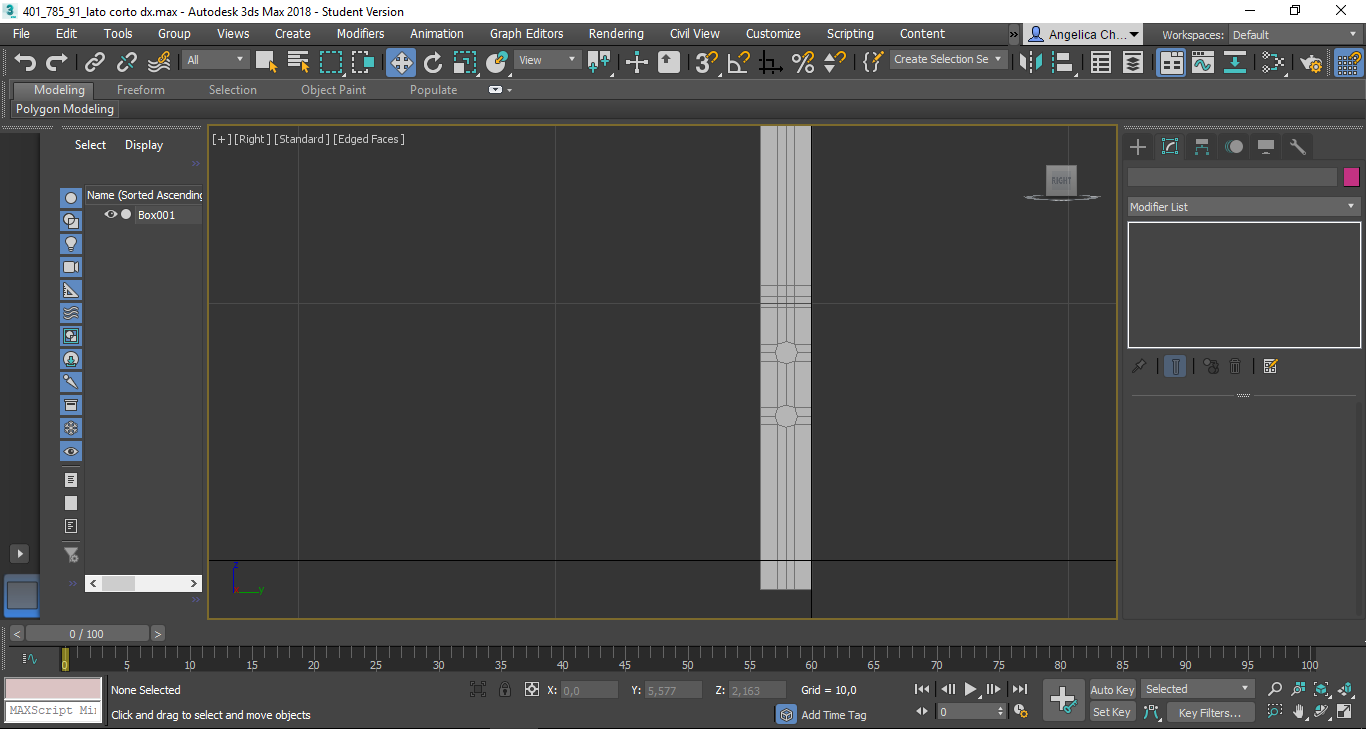 401_785_91_lato corto dx.max - Autodesk 3ds Max 2018 - Student Version
File Edit Tools Group Views Create Modifiers Animation Graph Editors Rendering Civil View Customize Scripting Content » Angelica Ch... Workspaces: Default
All View Create Selection Se
Modeling Freeform Selection Object Paint Populate
Polygon Modeling
Select Display
[+] [Right] [Standard] [Edged Faces]
RIGHT
Name (Sorted Ascending
Box001
Modifier List
z
y
< 0 / 100 >
0 5 10 15 20 25 30 35 40 45 50 55 60 65 70 75 80 85 90 95 100
None Selected X: 0,0 Y: 5,577 Z: 2,163 Grid = 10,0 Auto Key Selected
MAXScript Mi
Click and drag to select and move objects Add Time Tag 0 Set Key Key Filters...